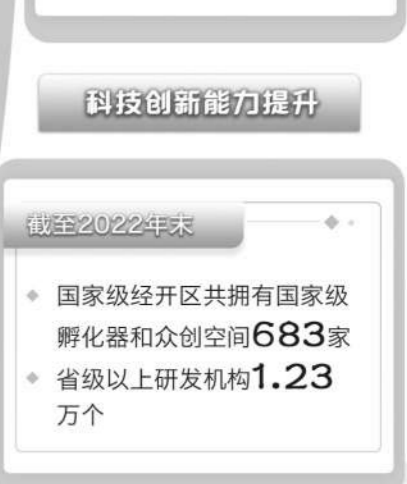 科技创新能力提升
截至2022年末
国家级经开区共拥有国家级
孵化器和众创空间683家
省级以上研发机构1.23
万个